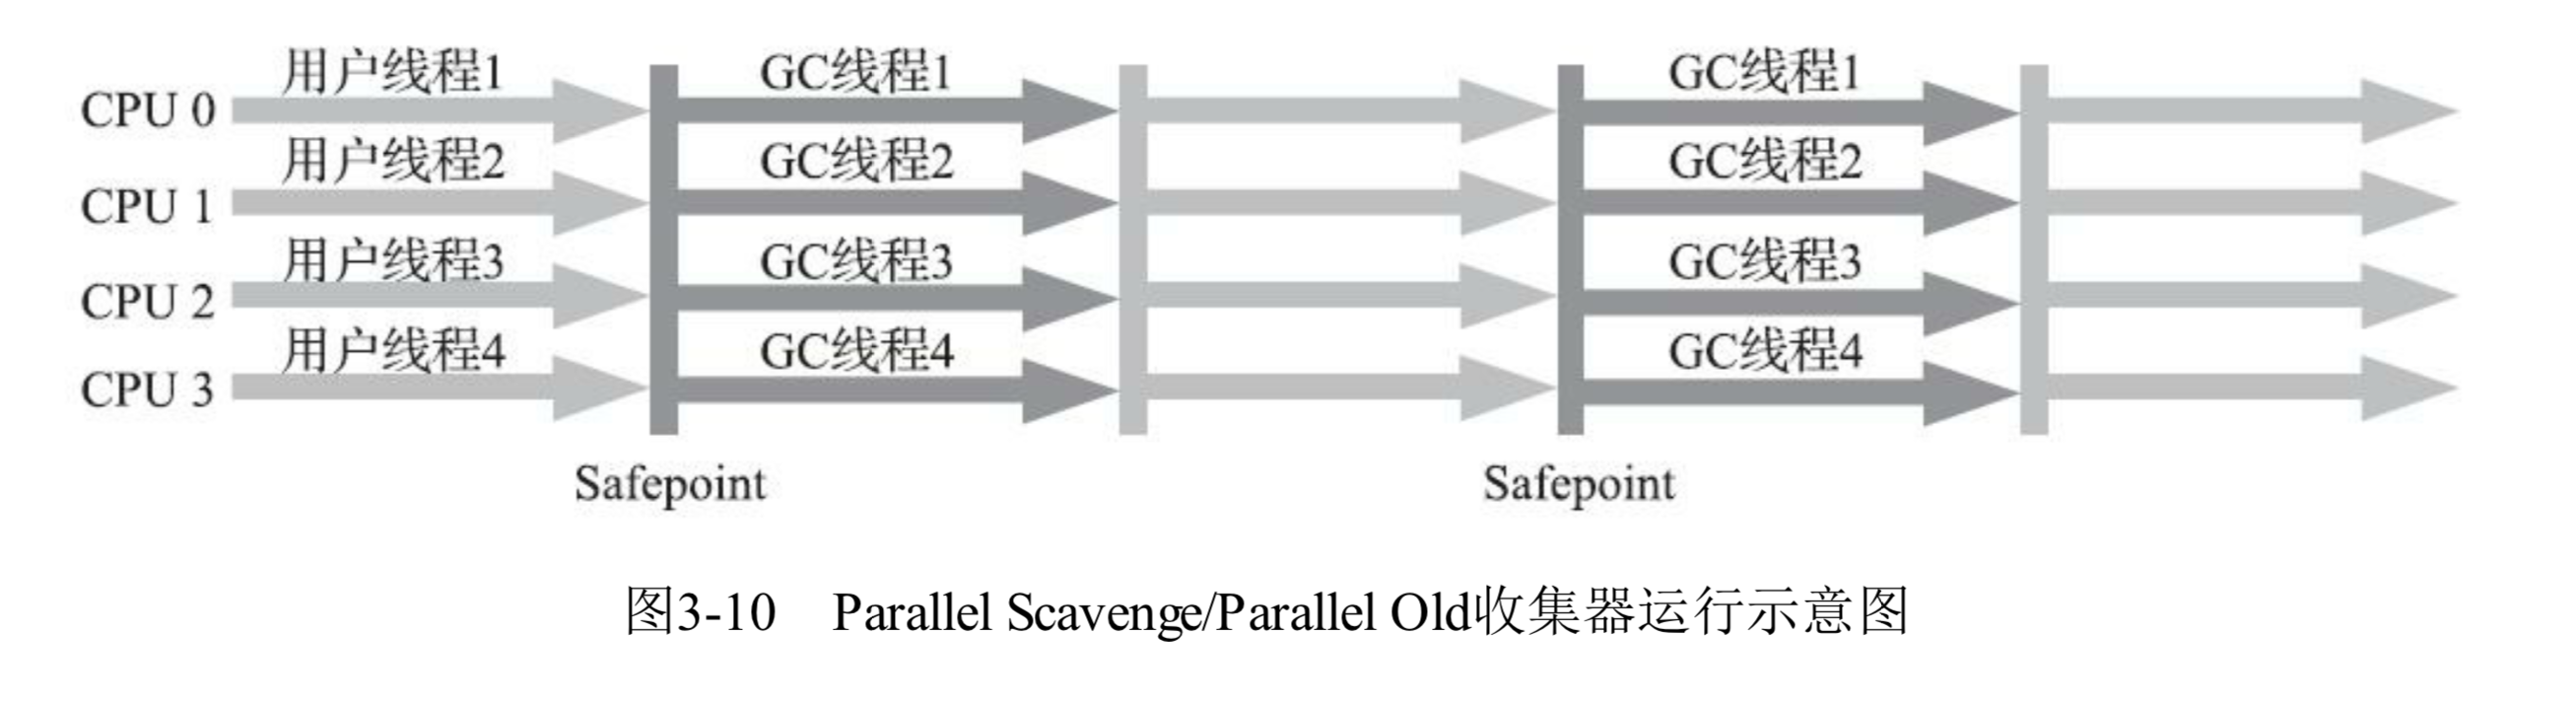 用户线程1 GC线程1 GC线程1
CPU 0
用户线程2 GC线程2 GC线程2
CPU 1
用户线程3 GC线程3 GC线程3
CPU 2
用户线程4 GC线程4 GC线程4
CPU 3
Safepoint Safepoint
图3-10 Parallel Scavenge/Parallel Old收集器运行示意图